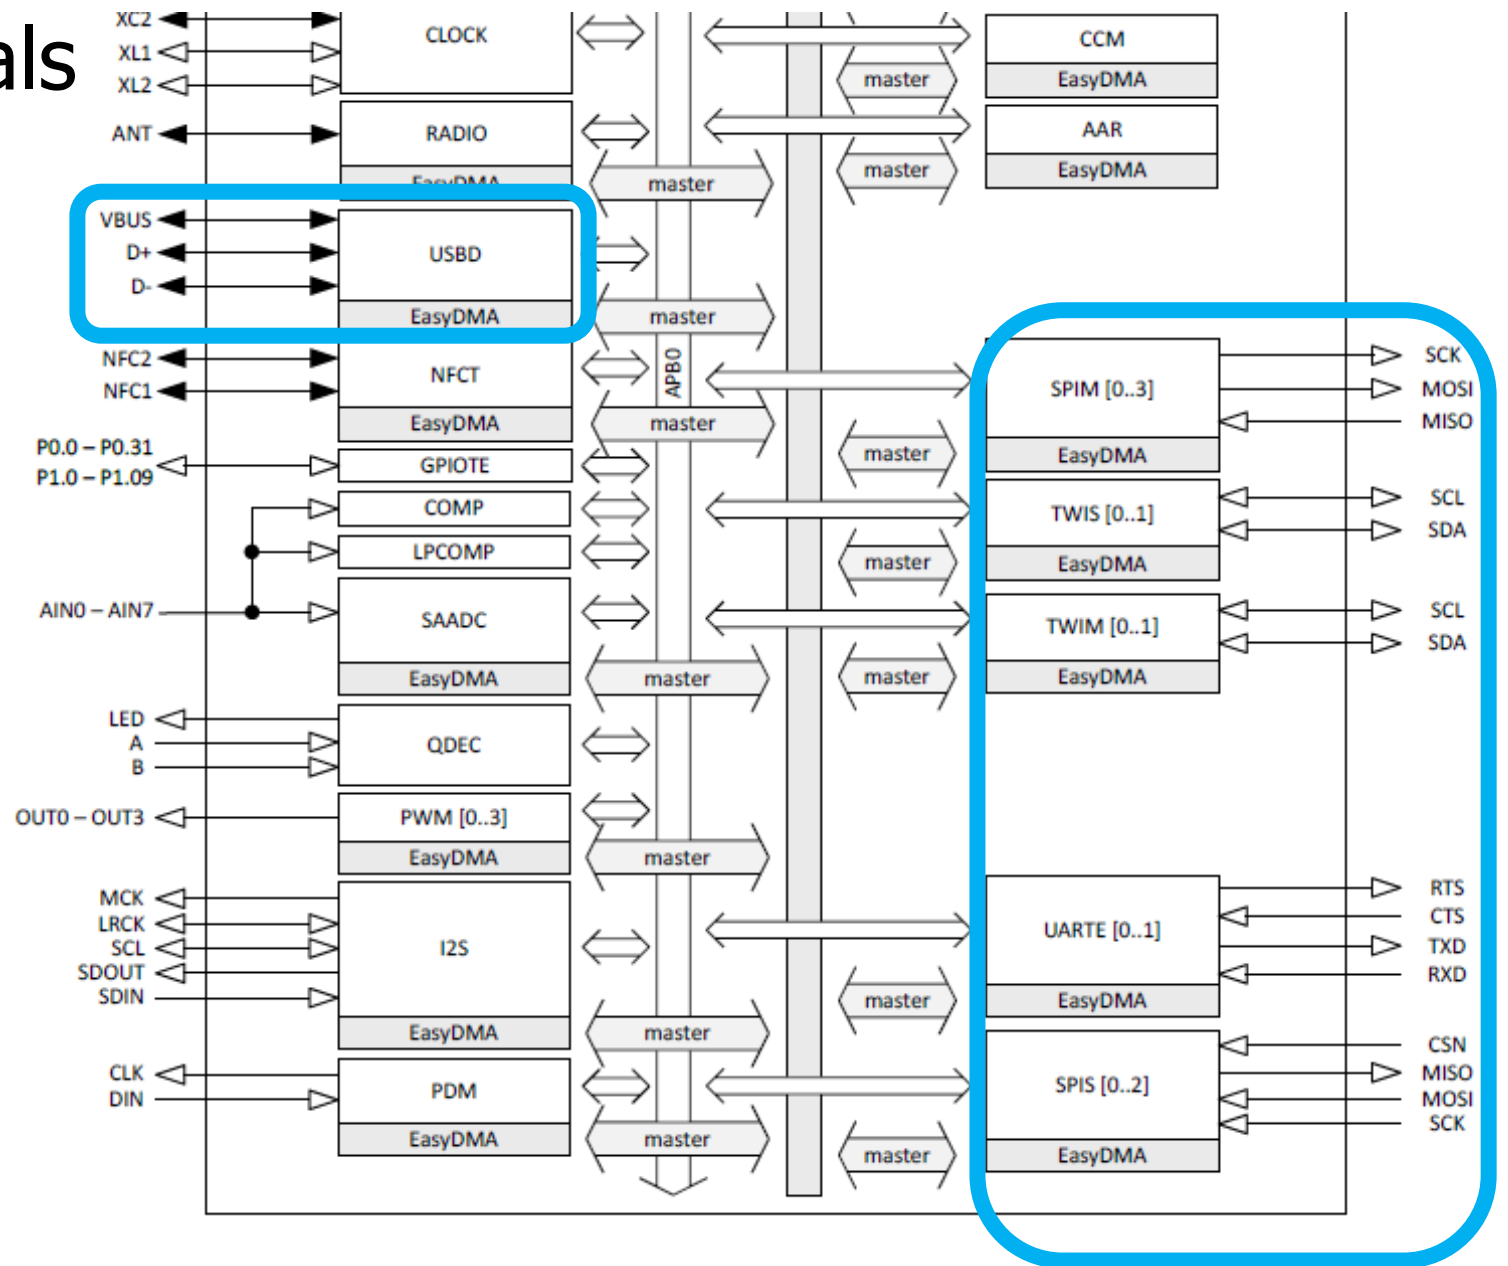 als
XC2
XL1
XL2
CLOCK
ANT
RADIO
EasyDMA
master
VBUS
D+
D-
USBD
EasyDMA
master
NFC2
NFC1
NFCT
EasyDMA
master
APB0
P0.0 – P0.31
P1.0 – P1.09
GPIOTE
COMP
LPCOMP
AIN0 – AIN7
SAADC
EasyDMA
master
LED
A
B
QDEC
OUT0 – OUT3
PWM [0..3]
EasyDMA
master
MCK
LRCK
SCL
SDOUT
SDIN
I2S
EasyDMA
master
CLK
DIN
PDM
EasyDMA
master
CCM
EasyDMA
master
AAR
EasyDMA
master
SPIM [0..3]
EasyDMA
master
SCK
MOSI
MISO
TWIS [0..1]
EasyDMA
master
SCL
SDA
TWIM [0..1]
EasyDMA
master
SCL
SDA
UARTE [0..1]
EasyDMA
master
RTS
CTS
TXD
RXD
SPIS [0..2]
EasyDMA
master
CSN
MISO
MOSI
SCK